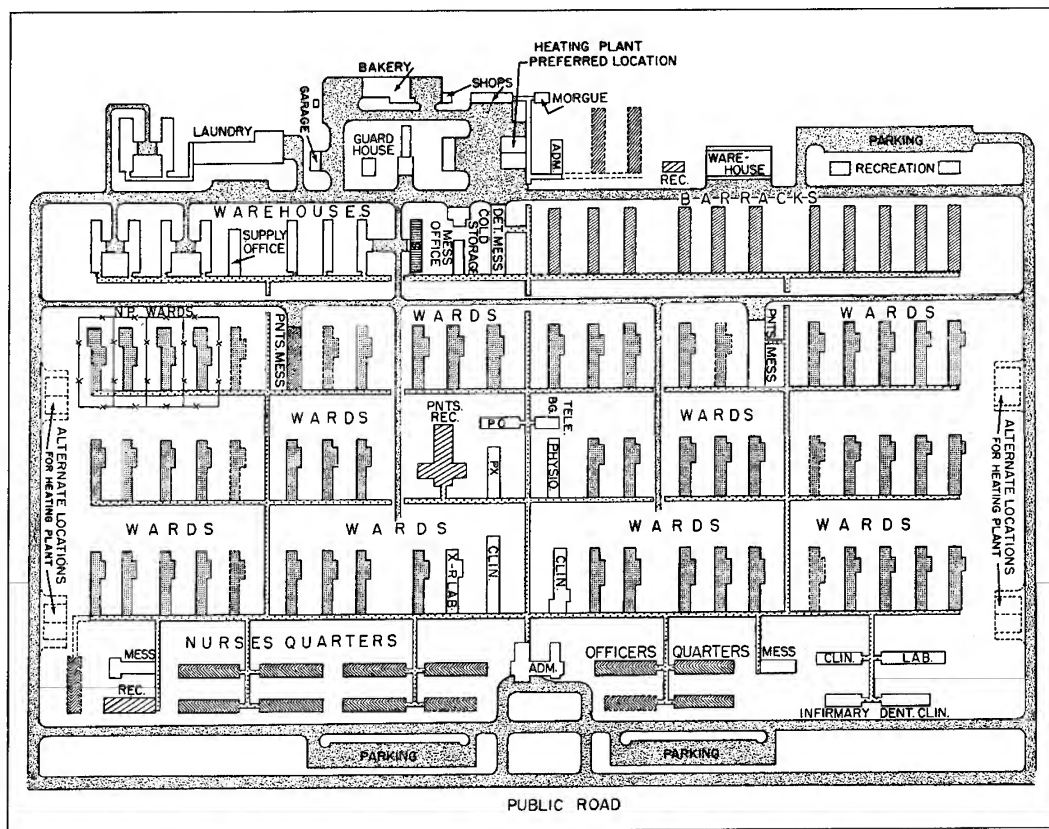 HEATING PLANT
PREFERRED LOCATION
BAKERY
SHOPS
MORGUE
GARAGE
LAUNDRY
GUARD
HOUSE
ADM.
REC.
WARE-
HOUSE
PARKING
RECREATION
WAREHOUSES
BARRACKS
SUPPLY
OFFICE
MESS
OFFICE
COLD
STORAGE
DET. MESS
N.P. WARDS
PNTS. MESS
WARDS
PNTS. MESS
WARDS
ALTERNATE LOCATIONS
FOR HEATING PLANT
WARDS
PNTS.
REC.
PO
TELE.
BG.
WARDS
PX
PHYSIO
ALTERNATE LOCATIONS
FOR HEATING PLANT
WARDS
WARDS
WARDS
WARDS
X-R LAB.
CLIN.
CLIN.
NURSES QUARTERS
MESS
REC.
ADM.
OFFICERS QUARTERS
MESS
CLIN.
LAB.
INFIRMARY
DENT. CLIN.
PARKING
PARKING
PUBLIC ROAD